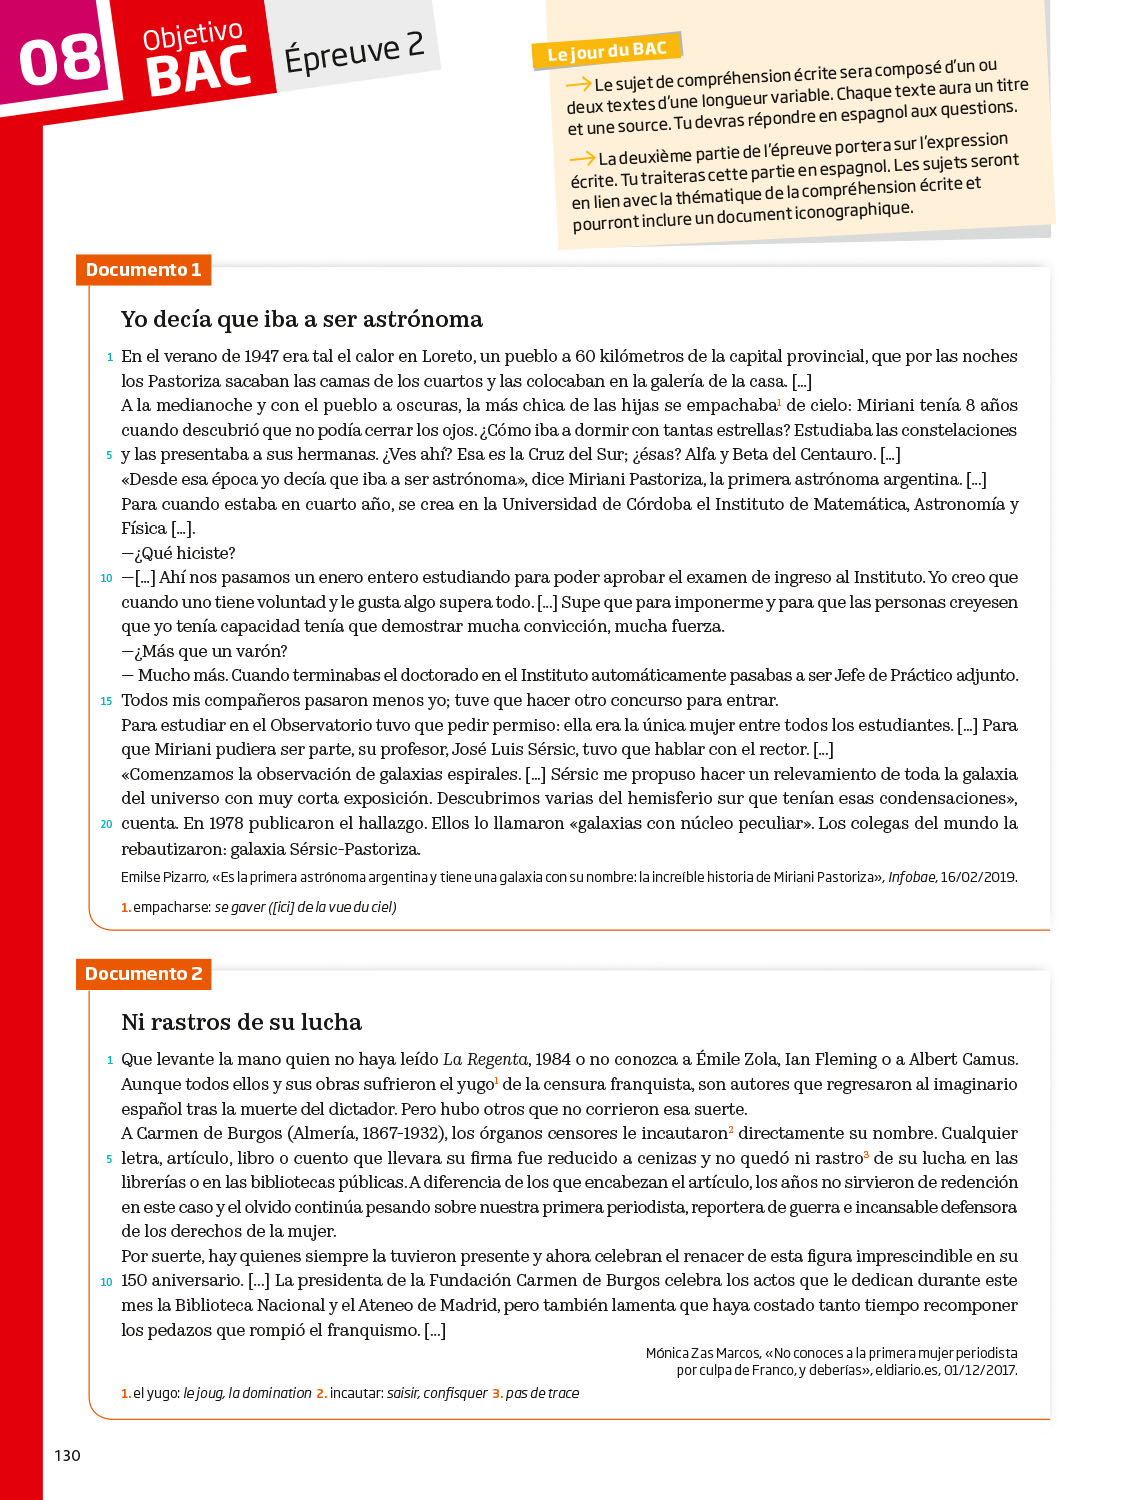 08
Objetivo
BAC
Épreuve 2
Le jour du BAC
→ Le sujet de compréhension écrite sera composé d'un ou
deux textes d'une longueur variable. Chaque texte aura un titre
et une source. Tu devras répondre en espagnol aux questions.
→ La deuxième partie de l'épreuve portera sur l'expression
écrite. Tu traiteras cette partie en espagnol. Les sujets seront
en lien avec la thématique de la compréhension écrite et
pourront inclure un document iconographique.
Documento 1
Yo decía que iba a ser astrónoma
1 En el verano de 1947 era tal el calor en Loreto, un pueblo a 60 kilómetros de la capital provincial, que por las noches
los Pastoriza sacaban las camas de los cuartos y las colocaban en la galería de la casa. [...]
A la medianoche y con el pueblo a oscuras, la más chica de las hijas se empachaba1 de cielo: Miriani tenía 8 años
cuando descubrió que no podía cerrar los ojos. ¿Cómo iba a dormir con tantas estrellas? Estudiaba las constelaciones
5 y las presentaba a sus hermanas. ¿Ves ahí? Esa es la Cruz del Sur; ¿ésas? Alfa y Beta del Centauro. [...]
«Desde esa época yo decía que iba a ser astrónoma», dice Miriani Pastoriza, la primera astrónoma argentina. [...]
Para cuando estaba en cuarto año, se crea en la Universidad de Córdoba el Instituto de Matemática, Astronomía y
Física [...].
—¿Qué hiciste?
10 —[...] Ahí nos pasamos un enero entero estudiando para poder aprobar el examen de ingreso al Instituto. Yo creo que
cuando uno tiene voluntad y le gusta algo supera todo. [...] Supe que para imponerme y para que las personas creyesen
que yo tenía capacidad tenía que demostrar mucha convicción, mucha fuerza.
—¿Más que un varón?
— Mucho más. Cuando terminabas el doctorado en el Instituto automáticamente pasabas a ser Jefe de Práctico adjunto.
15 Todos mis compañeros pasaron menos yo; tuve que hacer otro concurso para entrar.
Para estudiar en el Observatorio tuvo que pedir permiso: ella era la única mujer entre todos los estudiantes. [...] Para
que Miriani pudiera ser parte, su profesor, José Luis Sérsic, tuvo que hablar con el rector. [...]
«Comenzamos la observación de galaxias espirales. [...] Sérsic me propuso hacer un relevamiento de toda la galaxia
del universo con muy corta exposición. Descubrimos varias del hemisferio sur que tenían esas condensaciones»,
20 cuenta. En 1978 publicaron el hallazgo. Ellos lo llamaron «galaxias con núcleo peculiar». Los colegas del mundo la
rebautizaron: galaxia Sérsic-Pastoriza.
Emilse Pizarro, «Es la primera astrónoma argentina y tiene una galaxia con su nombre: la increíble historia de Miriani Pastoriza», Infobae, 16/02/2019.
1. empacharse: se gaver ([ici] de la vue du ciel)
Documento 2
Ni rastros de su lucha
1 Que levante la mano quien no haya leído La Regenta, 1984 o no conozca a Émile Zola, Ian Fleming o a Albert Camus.
Aunque todos ellos y sus obras sufrieron el yugo1 de la censura franquista, son autores que regresaron al imaginario
español tras la muerte del dictador. Pero hubo otros que no corrieron esa suerte.
A Carmen de Burgos (Almería, 1867-1932), los órganos censores le incautaron2 directamente su nombre. Cualquier
5 letra, artículo, libro o cuento que llevara su firma fue reducido a cenizas y no quedó ni rastro3 de su lucha en las
librerías o en las bibliotecas públicas. A diferencia de los que encabezan el artículo, los años no sirvieron de redención
en este caso y el olvido continúa pesando sobre nuestra primera periodista, reportera de guerra e incansable defensora
de los derechos de la mujer.
Por suerte, hay quienes siempre la tuvieron presente y ahora celebran el renacer de esta figura imprescindible en su
10 150 aniversario. [...] La presidenta de la Fundación Carmen de Burgos celebra los actos que le dedican durante este
mes la Biblioteca Nacional y el Ateneo de Madrid, pero también lamenta que haya costado tanto tiempo recomponer
los pedazos que rompió el franquismo. [...]
Mónica Zas Marcos, «No conoces a la primera mujer periodista
por culpa de Franco, y deberías», eldiario.es, 01/12/2017.
1. el yugo: le joug, la domination 2. incautar: saisir, confisquer 3. pas de trace
130